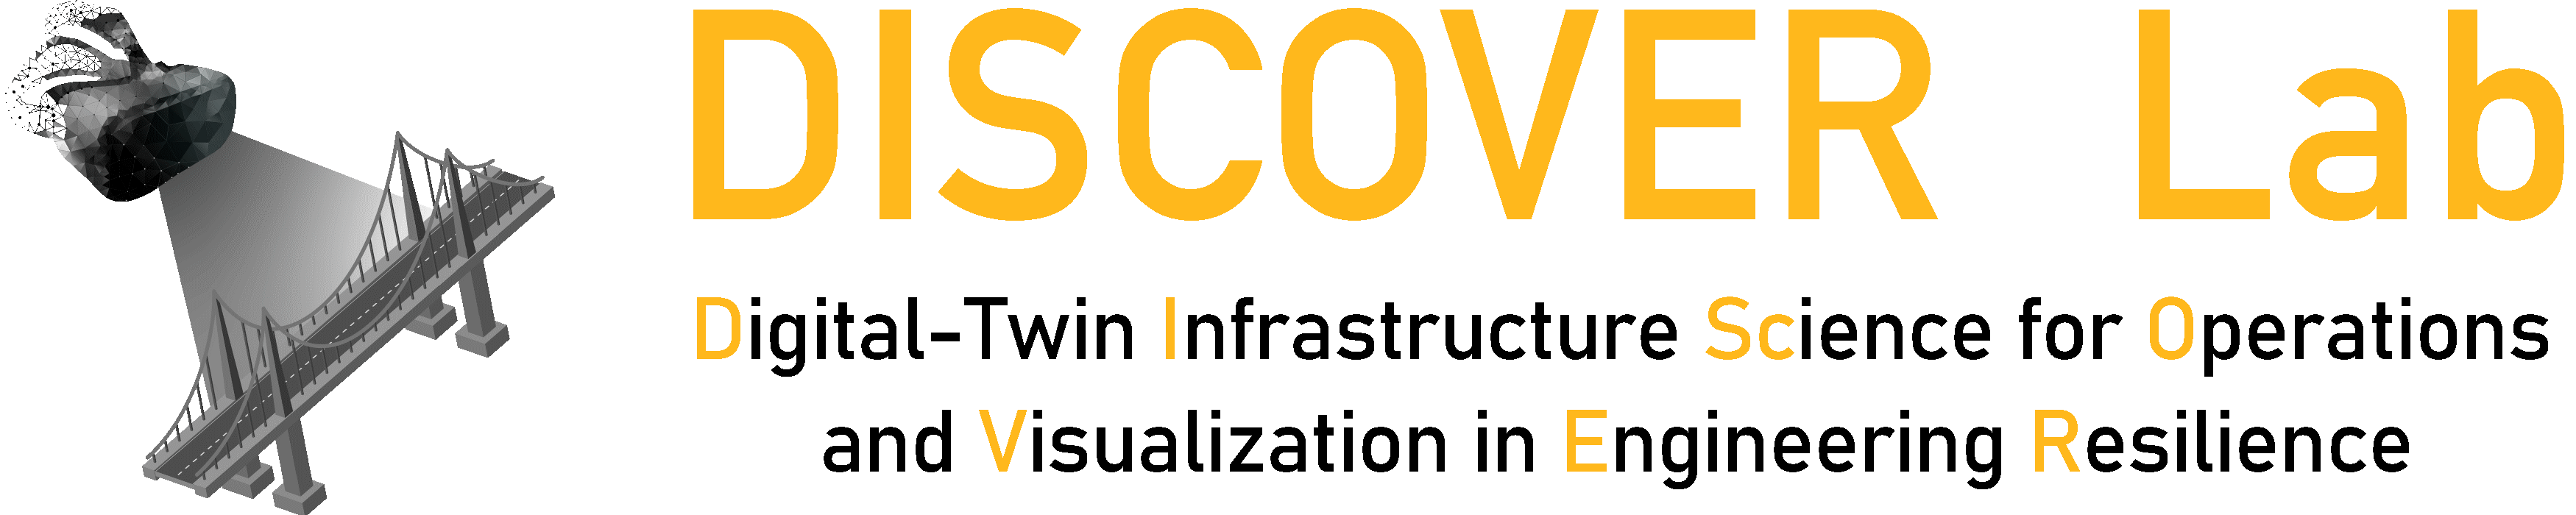 DISCOVER Lab
Digital-Twin Infrastructure Science for Operations
and Visualization in Engineering Resilience